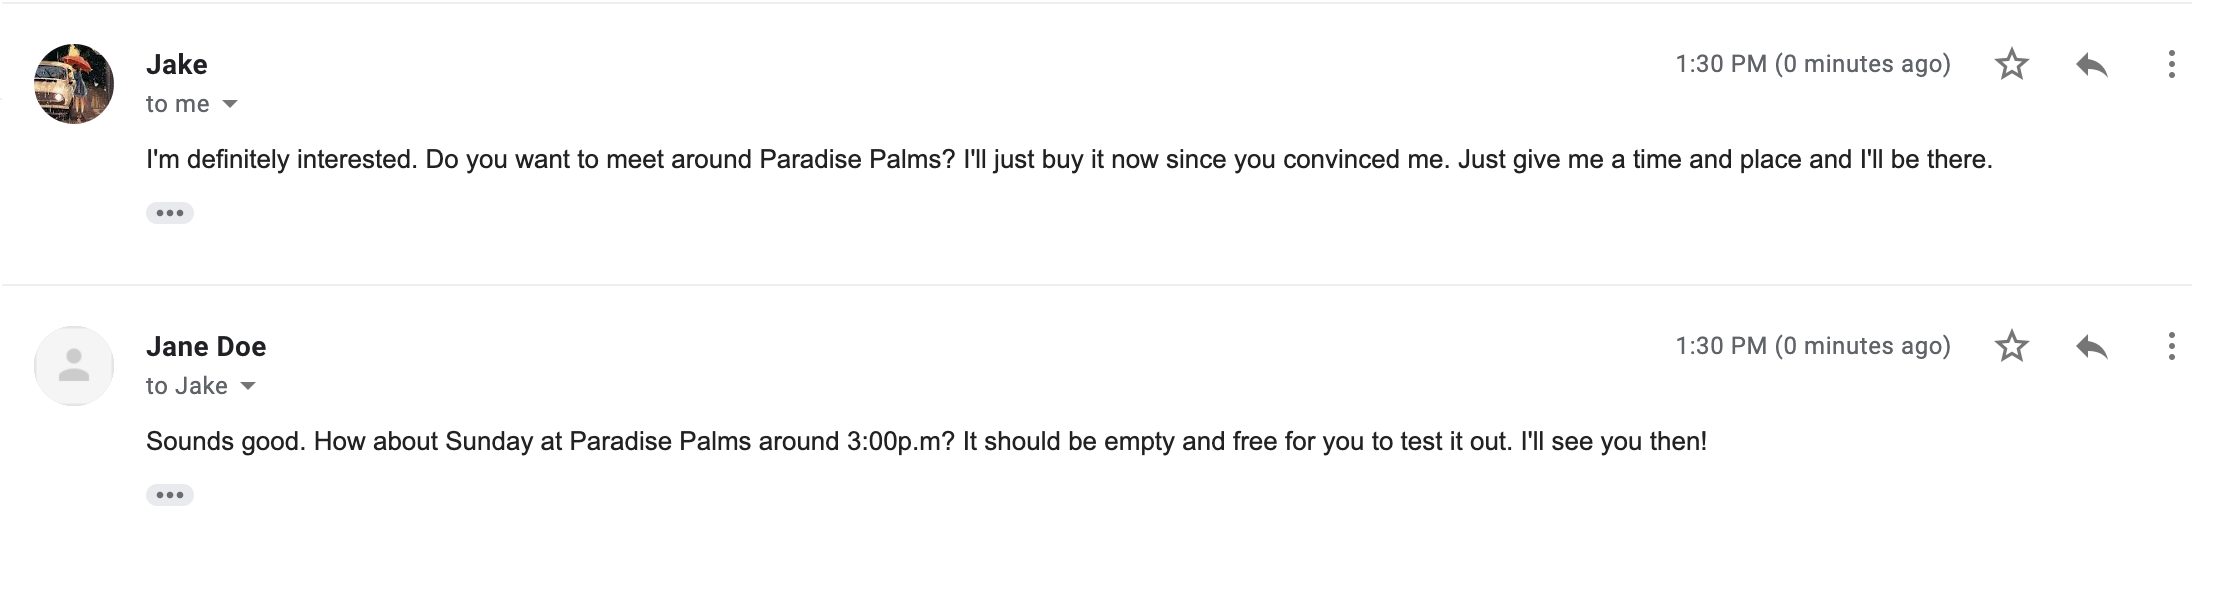 Jake
1:30 PM (0 minutes ago)
to me
I'm definitely interested. Do you want to meet around Paradise Palms? I'll just buy it now since you convinced me. Just give me a time and place and I'll be there.
Jane Doe
1:30 PM (0 minutes ago)
to Jake
Sounds good. How about Sunday at Paradise Palms around 3:00p.m? It should be empty and free for you to test it out. I'll see you then!